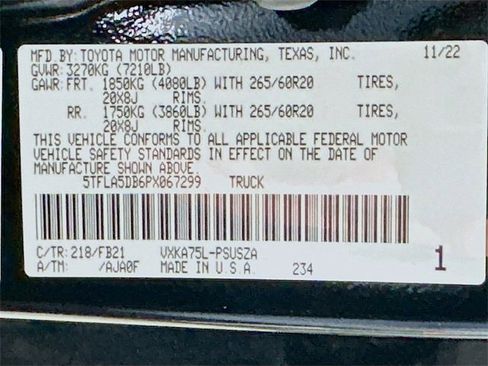 MFD.BY:TOYOTA MOTOR MANUFACTURING, TEXAS, INC. 11/22
GVWR:3270KG (7210LB)
GAWR:FRT. 1850KG (4080LB) WITH 265/60R20 TIRES,
20X8J RIMS.
RR. 1750KG (3860LB) WITH 265/60R20 TIRES,
20X8J RIMS.
THIS VEHICLE CONFORMS TO ALL APPLICABLE FEDERAL MOTOR
VEHICLE SAFETY STANDARDS IN EFFECT ON THE DATE OF
MANUFACTURE SHOWN ABOVE.
5TFLA5DB6PX067299 TRUCK
C/TR:218/FB21 VXKA75L-PSUSZA
A/TM: /AJA0F MADE IN U.S.A. 234 1